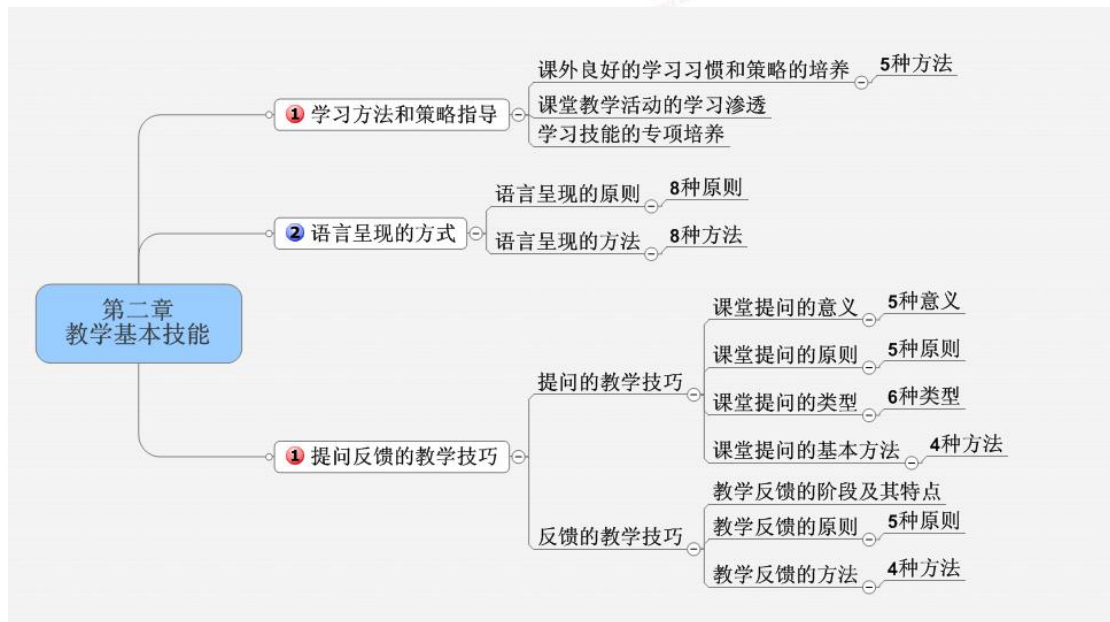 第二章
教学基本技能
1 学习方法和策略指导
课外良好的学习习惯和策略的培养
5种方法
课堂教学活动的学习渗透
学习技能的专项培养
2 语言呈现的方式
语言呈现的原则
8种原则
语言呈现的方法
8种方法
1 提问反馈的教学技巧
提问的教学技巧
课堂提问的意义
5种意义
课堂提问的原则
5种原则
课堂提问的类型
6种类型
课堂提问的基本方法
4种方法
反馈的教学技巧
教学反馈的阶段及其特点
教学反馈的原则
5种原则
教学反馈的方法
4种方法